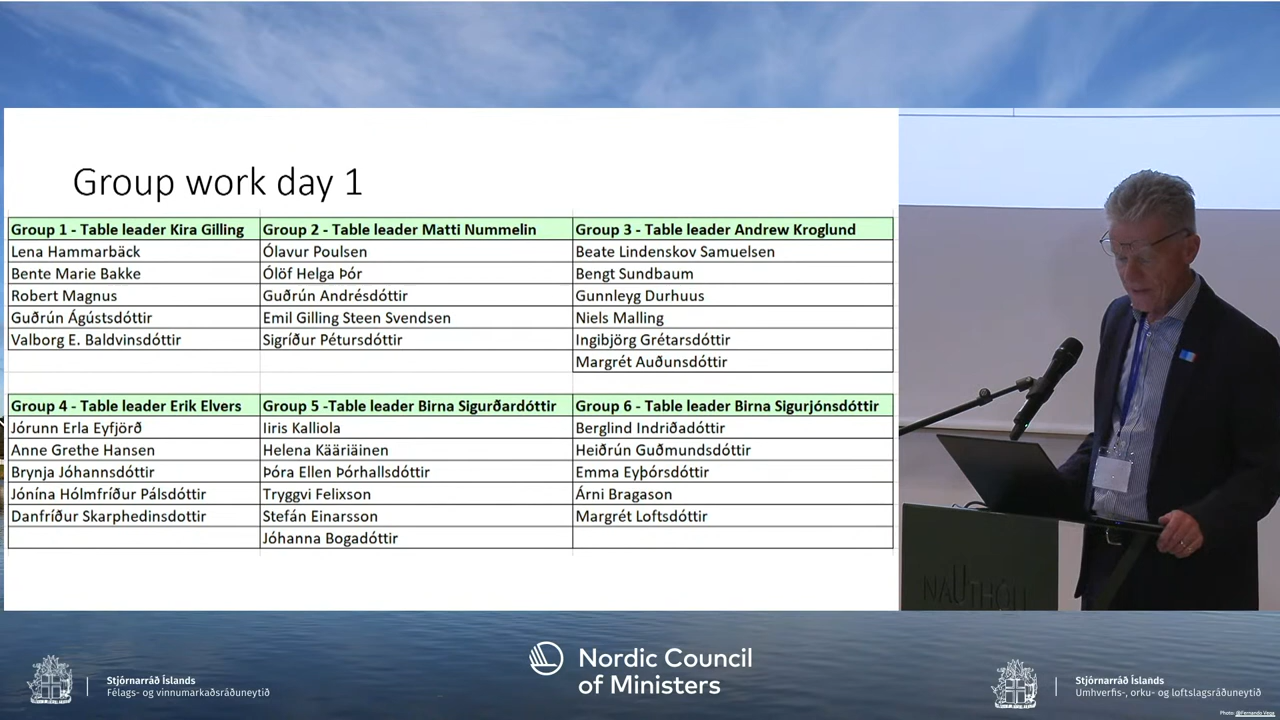 Group work day 1
Group 1 - Table leader Kira Gilling
Lena Hammarbäck
Bente Marie Bakke
Robert Magnus
Guðrún Ágústsdóttir
Valborg E. Baldvinsdóttir
Group 2 - Table leader Matti Nummelin
Ólavur Poulsen
Ólöf Helga Þór
Guðrún Andrésdóttir
Emil Gilling Steen Svendsen
Sigríður Pétursdóttir
Group 3 - Table leader Andrew Kroglund
Beate Lindenskov Samuelsen
Bengt Sundbaum
Gunnleyg Durhuus
Niels Malling
Ingibjörg Grétarsdóttir
Margrét Auðunsdóttir
Group 4 - Table leader Erik Elvers
Jórunn Erla Eyfjörð
Anne Grethe Hansen
Brynja Jóhannsdóttir
Jónína Hólmfríður Pálsdóttir
Danfríður Skarphedinsdottir
Group 5 -Table leader Birna Sigurðardóttir
Iiris Kalliola
Helena Kääriäinen
Þóra Ellen Þórhallsdóttir
Tryggvi Felixson
Stefán Einarsson
Jóhanna Bogadóttir
Group 6 - Table leader Birna Sigurjónsdóttir
Berglind Indriðadóttir
Heiðrún Guðmundsdóttir
Emma Eyþórsdóttir
Árni Bragason
Margrét Loftsdóttir
NAUTHÓLL
Stjórnarráð Íslands
Félags- og vinnumarkaðsráðuneytið
Nordic Council
of Ministers
Stjórnarráð Íslands
Umhverfis-, orku- og loftslagsráðuneytið